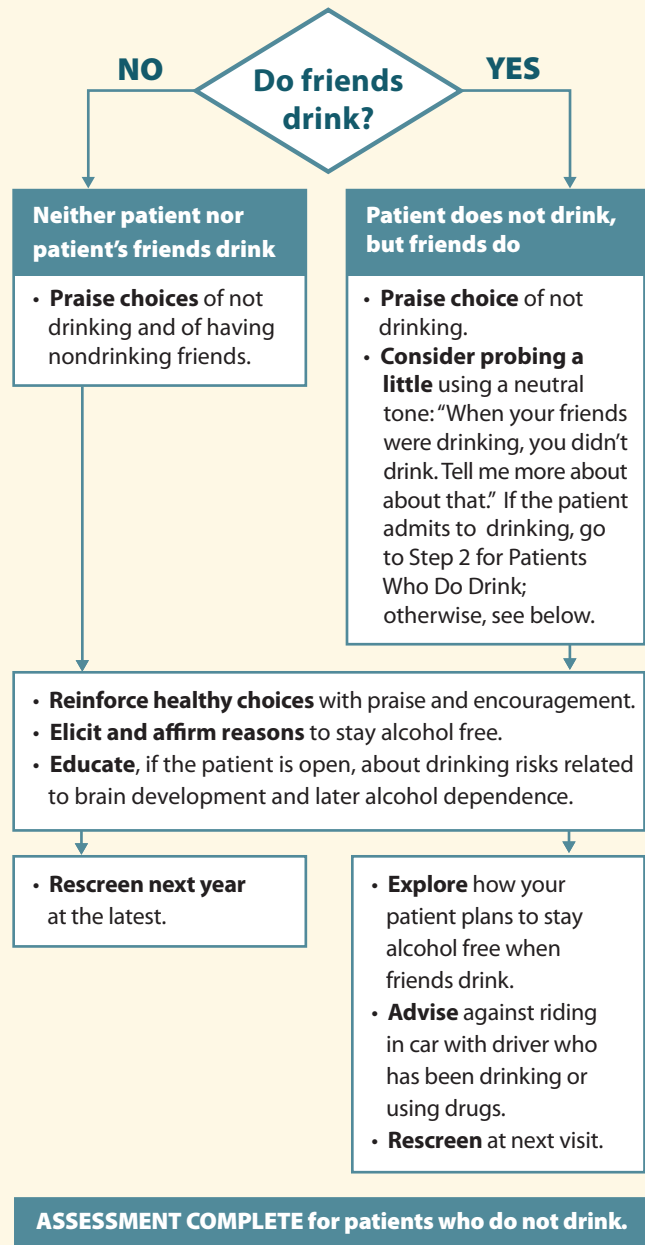 NO
Do friends
drink?
YES
Neither patient nor
patient's friends drink
• Praise choices of not
drinking and of having
nondrinking friends.
Patient does not drink,
but friends do
• Praise choice of not
drinking.
• Consider probing a
little using a neutral
tone: “When your friends
were drinking, you didn't
drink. Tell me more about
about that.” If the patient
admits to drinking, go
to Step 2 for Patients
Who Do Drink;
otherwise, see below.
• Reinforce healthy choices with praise and encouragement.
• Elicit and affirm reasons to stay alcohol free.
• Educate, if the patient is open, about drinking risks related
to brain development and later alcohol dependence.
• Rescreen next year
at the latest.
• Explore how your
patient plans to stay
alcohol free when
friends drink.
• Advise against riding
in car with driver who
has been drinking or
using drugs.
• Rescreen at next visit.
ASSESSMENT COMPLETE for patients who do not drink.